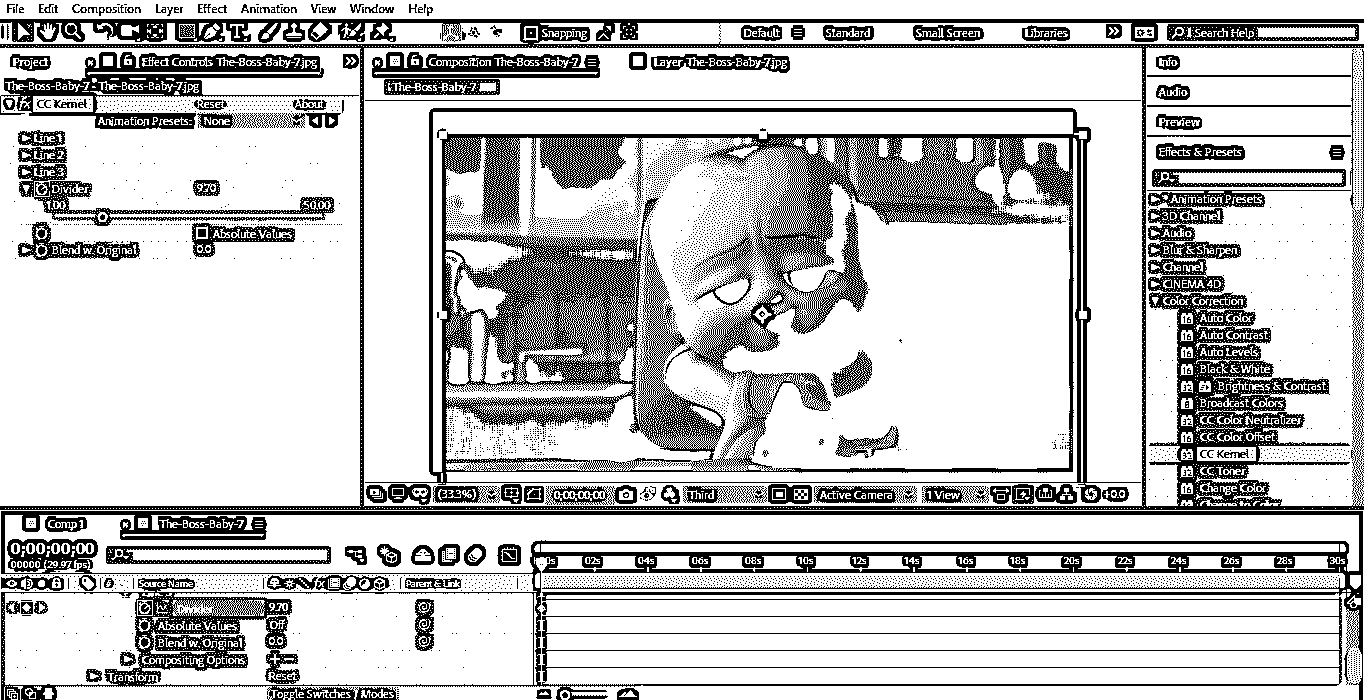 File Edit Composition Layer Effect Animation View Window Help
Snapping Default Standard Small Screen Libraries Search Help
Project Effect Controls The-Boss-Baby-7.jpg
The-Boss-Baby-7 - The-Boss-Baby-7.jpg
fx CC Kernel Reset About
Animation Presets: None
Line 1
Line 2
Line 3
Divider 9.70
1.00 50.00
Absolute Values
Blend w. Original 0.0
Composition The-Boss-Baby-7 Layer The-Boss-Baby-7.jpg
The-Boss-Baby-7
(33.3%) 0;00;00;00 Third Active Camera 1 View +0.0
Info
Audio
Preview
Effects & Presets
Animation Presets
3D Channel
Audio
Blur & Sharpen
Channel
CINEMA 4D
Color Correction
Auto Color
Auto Contrast
Auto Levels
Black & White
Brightness & Contrast
Broadcast Colors
CC Color Neutralizer
CC Color Offset
CC Kernel
CC Toner
Change Color
Comp 1 The-Boss-Baby-7
0;00;00;00
00000 (29.97 fps)
02s 04s 06s 08s 10s 12s 14s 16s 18s 20s 22s 24s 26s 28s 30s
Source Name Parent & Link
9.70
Absolute Values Off
Blend w. Original 0.0
Compositing Options + –
Transform Reset
Toggle Switches / Modes